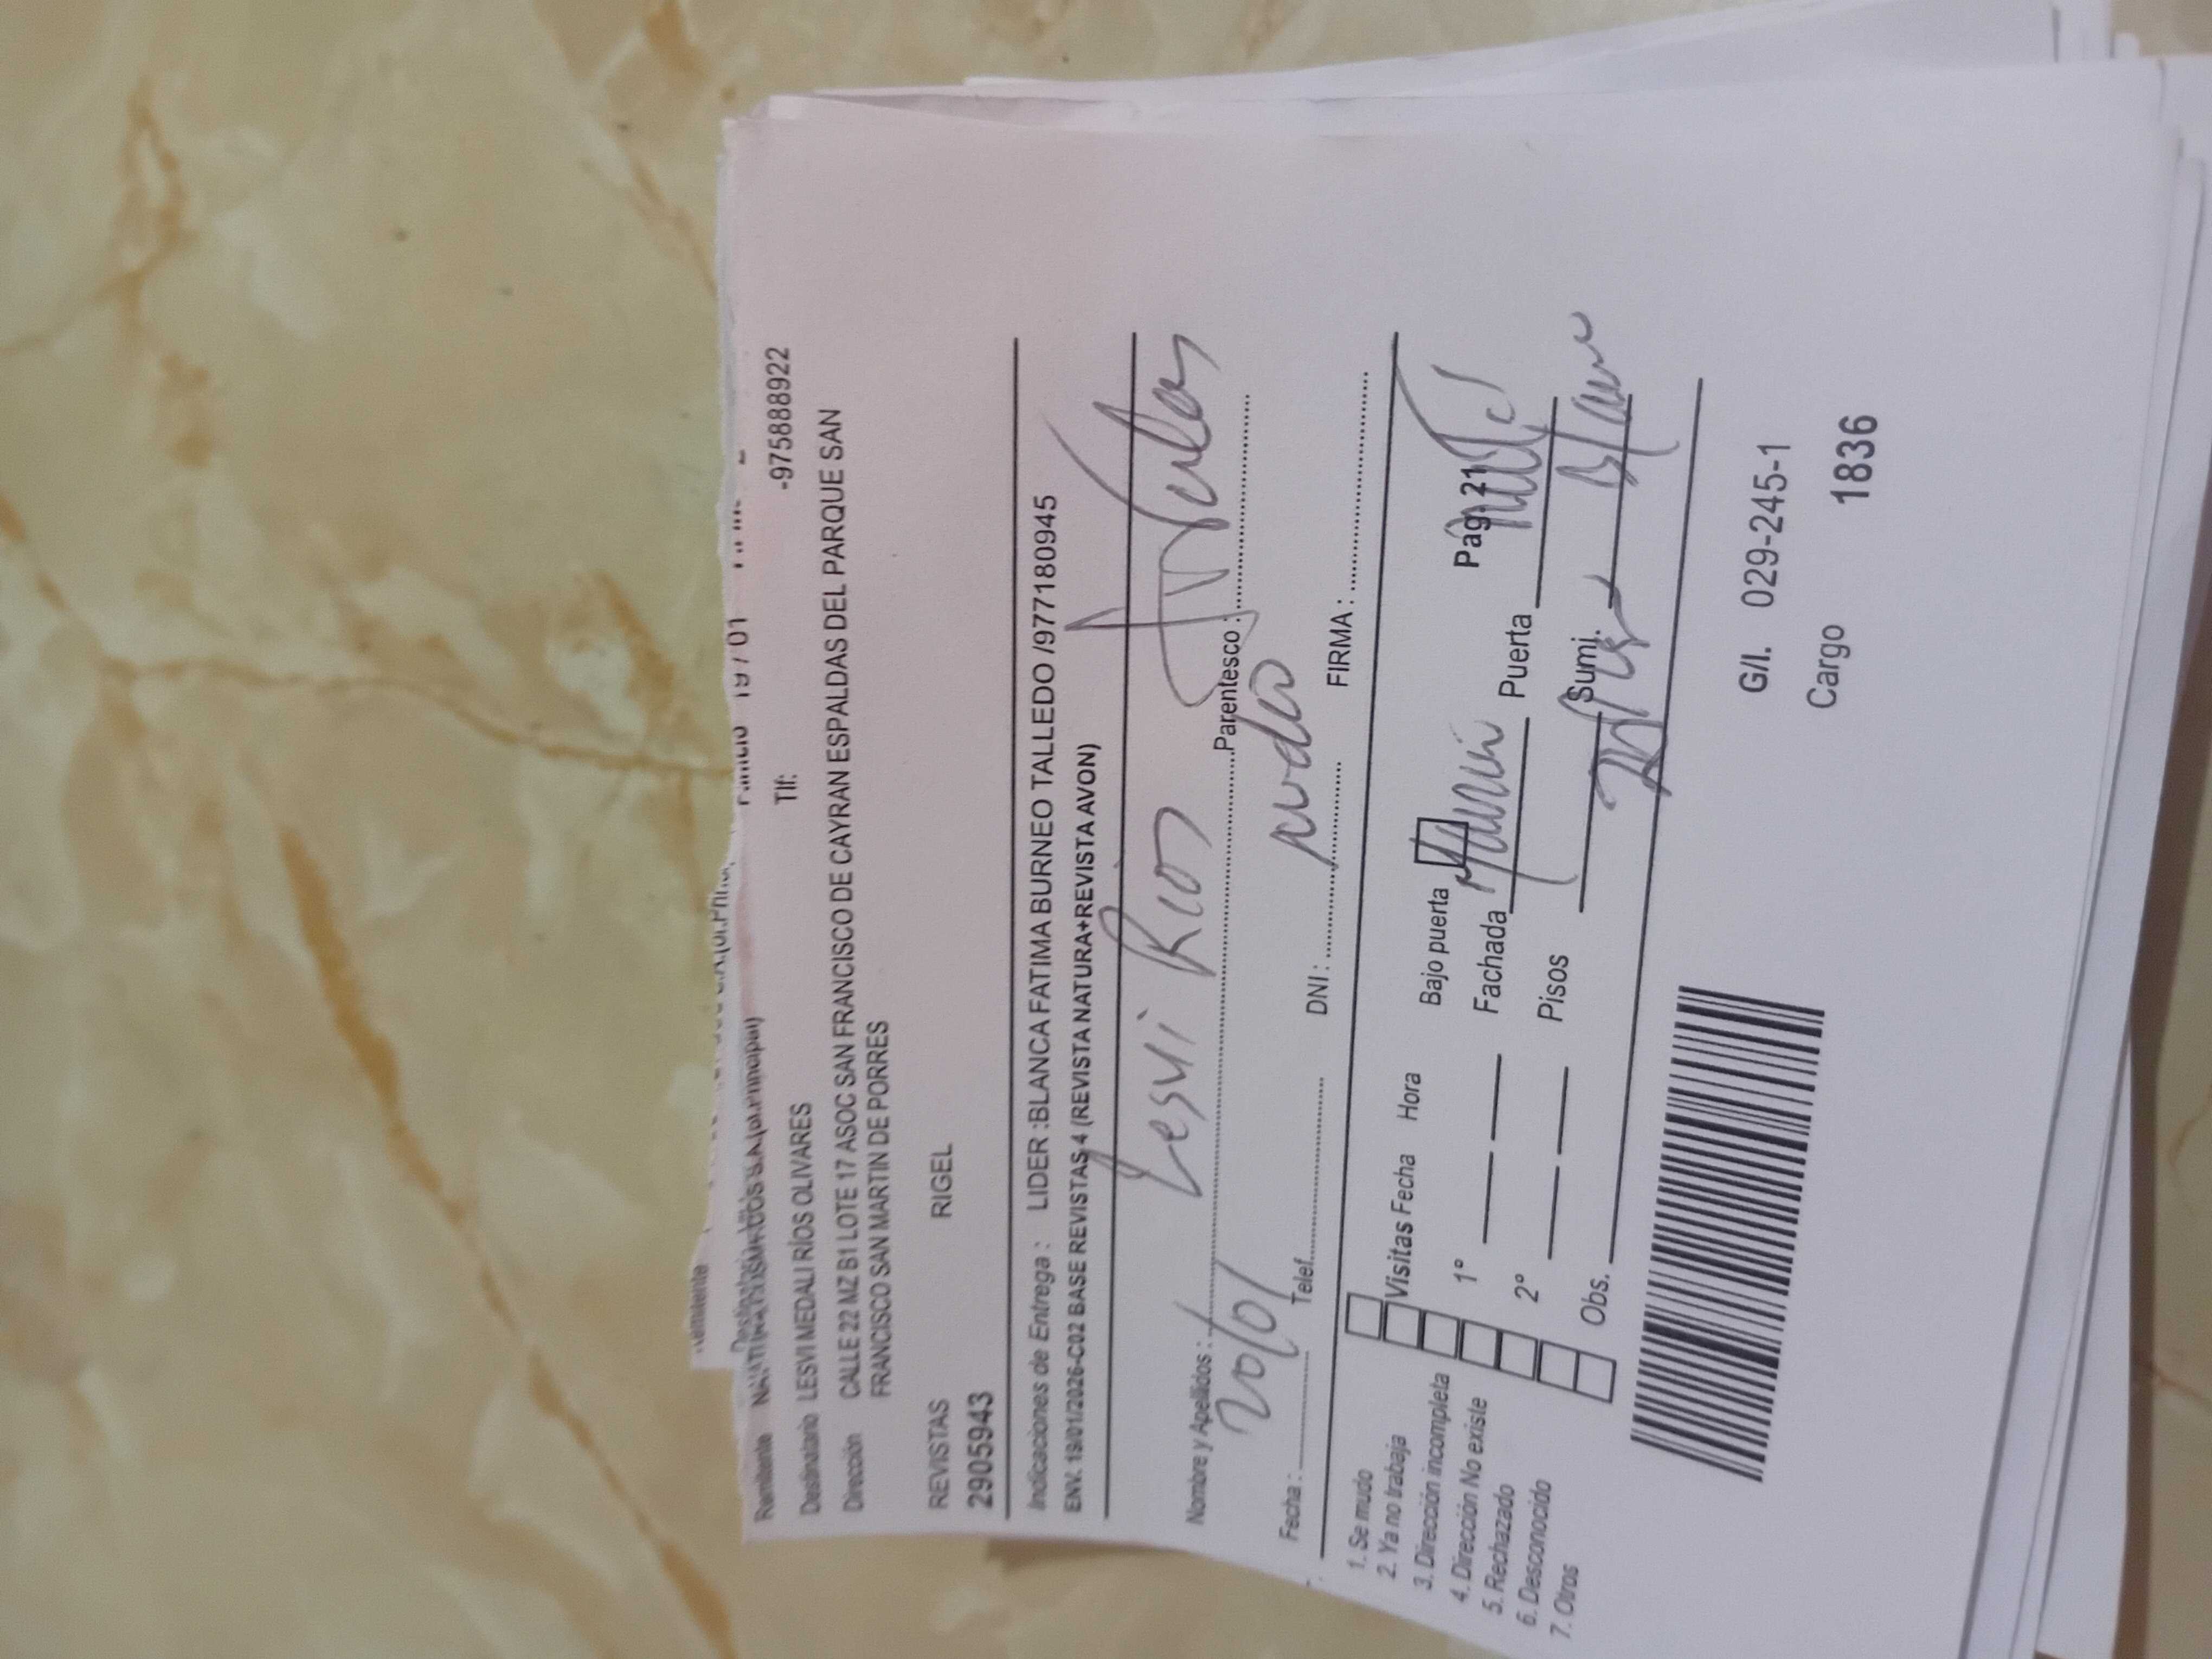 Remitente
Destinatario LESVI MEDALI RÍOS OLIVARES Tlf: -975888922
Dirección CALLE 22 MZ B1 LOTE 17 ASOC SAN FRANCISCO DE CAYRAN ESPALDAS DEL PARQUE SAN
FRANCISCO SAN MARTIN DE PORRES
REVISTAS RIGEL
2905943
Indicaciones de Entrega : LIDER :BLANCA FATIMA BURNEO TALLEDO /977180945
ENV. 19/01/2026-C02 BASE REVISTAS-4 (REVISTA NATURA+REVISTA AVON)
Nombre y Apellidos : Lesvi Rios Parentesco :
Fecha : 20/01 Telef. DNI : FIRMA :
1. Se mudo
2. Ya no trabaja
3. Dirección incompleta
4. Dirección No existe
5. Rechazado
6. Desconocido
7. Otros
Visitas Fecha Hora Bajo puerta Pag. 21
1° Fachada Puerta
2° Pisos Sumi.
Obs.
G/I. 029-245-1
Cargo 1836